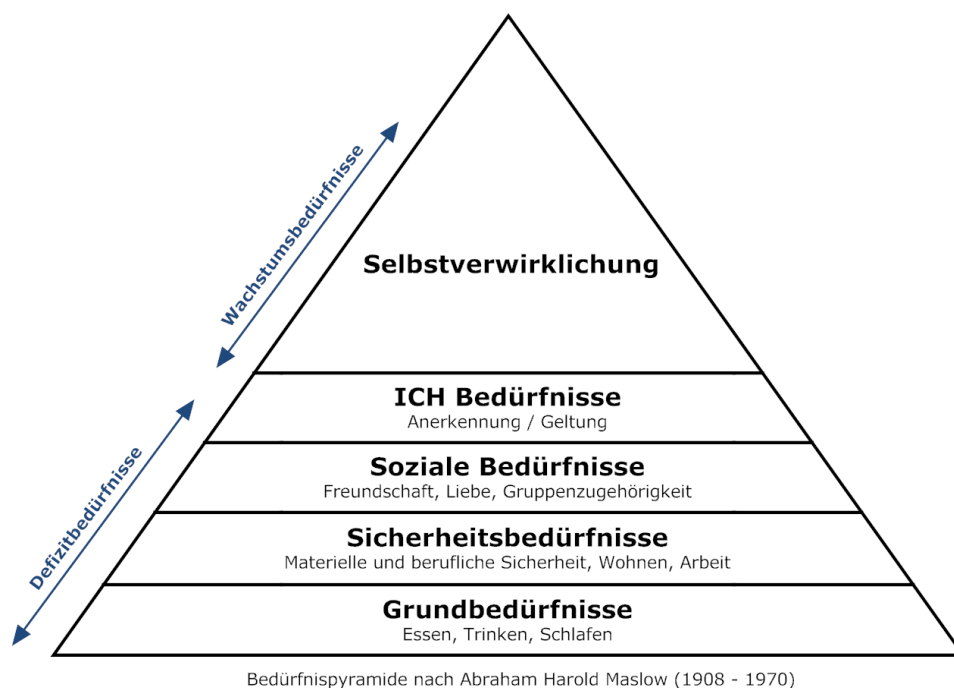 Wachstumsbedürfnisse
Selbstverwirklichung
Defizitbedürfnisse
ICH Bedürfnisse
Anerkennung / Geltung
Soziale Bedürfnisse
Freundschaft, Liebe, Gruppenzugehörigkeit
Sicherheitsbedürfnisse
Materielle und berufliche Sicherheit, Wohnen, Arbeit
Grundbedürfnisse
Essen, Trinken, Schlafen
Bedürfnispyramide nach Abraham Harold Maslow (1908 - 1970)